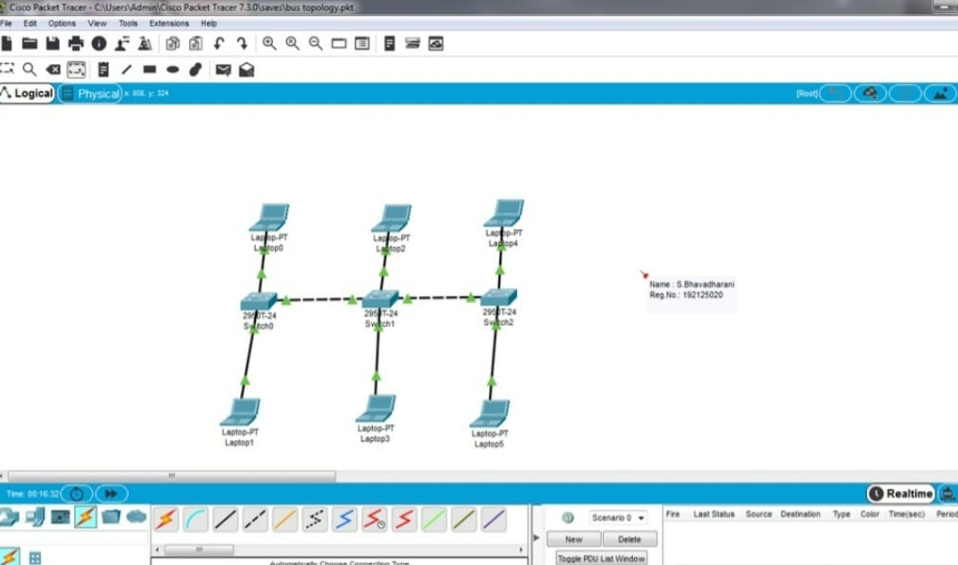 Cisco Packet Tracer - C:\Users\Admin\Cisco Packet Tracer 7.3.0\saves\bus topology.pkt
File Edit Options View Tools Extensions Help
Logical Physical x: 808, y: 324 [Root]
Laptop-PT
Laptop0
Laptop-PT
Laptop2
Laptop-PT
Laptop4
Name : S.Bhavadharani
Reg.No.: 192125020
2950T-24
Switch0
2950T-24
Switch1
2950T-24
Switch2
Laptop-PT
Laptop1
Laptop-PT
Laptop3
Laptop-PT
Laptop5
Time: 00:16:32 Realtime
Scenario 0
New Delete
Toggle PDU List Window
Fire Last Status Source Destination Type Color Time(sec) Period
Automatically Choose Connection Type